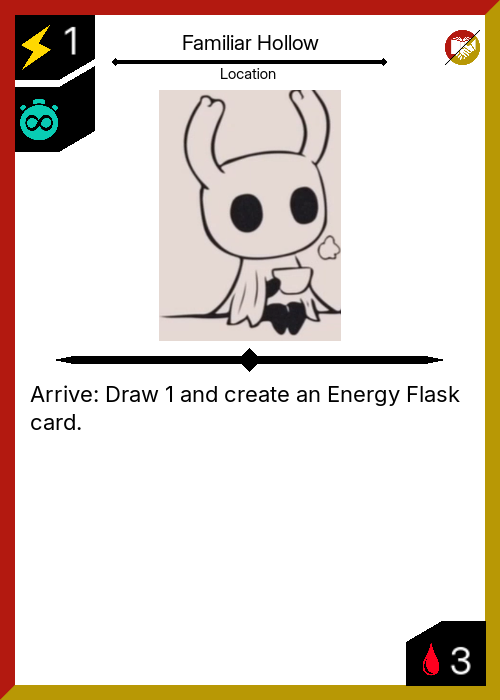 1
Familiar Hollow
Location
Arrive: Draw 1 and create an Energy Flask
card.
3